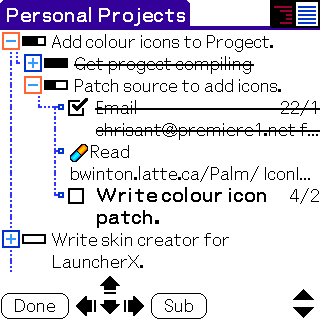 Personal Projects
Add colour icons to Progect.
Get progect compiling
Patch source to add icons.
Email 22/1
chrisant@premiere1.net f...
Read
bwinton.latte.ca/Palm/ IconI...
Write colour icon 4/2
patch.
Write skin creator for
LauncherX.
Done Sub